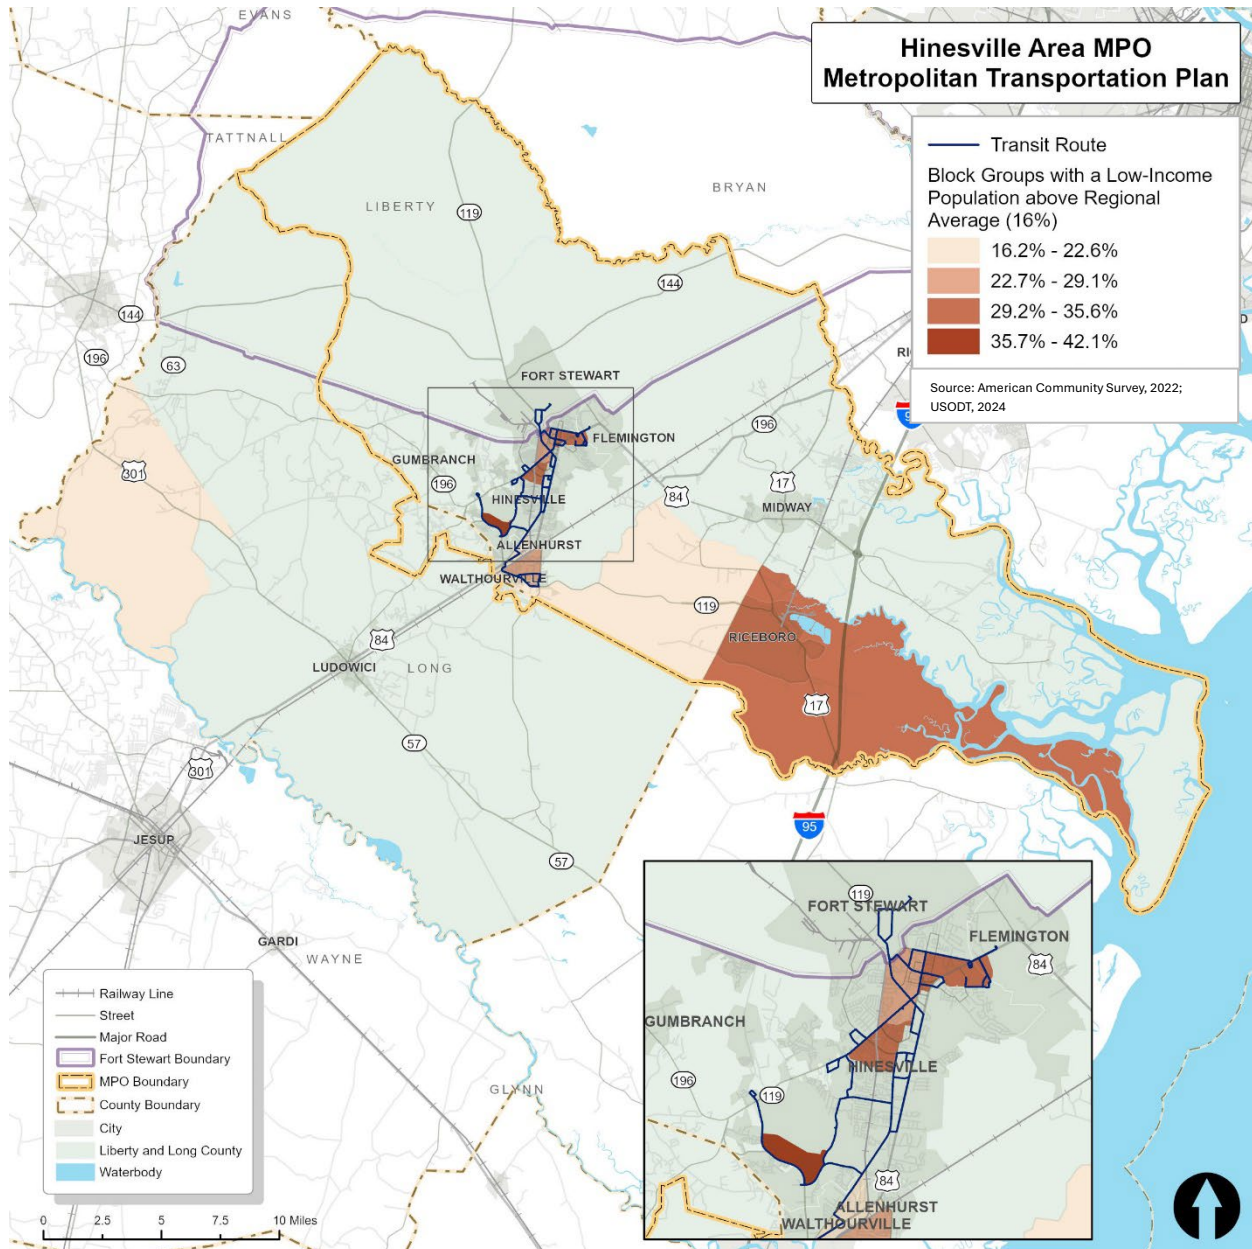 EVANS
Hinesville Area MPO
Metropolitan Transportation Plan
TATTNALL
Transit Route
Block Groups with a Low-Income
Population above Regional
Average (16%)
16.2% - 22.6%
22.7% - 29.1%
29.2% - 35.6%
35.7% - 42.1%
Source: American Community Survey, 2022;
USODT, 2024
BRYAN
LIBERTY
119
144
144
196
63
301
FORT STEWART
FLEMINGTON
GUMBRANCH
196
196
HINESVILLE
84
17
MIDWAY
ALLENHURST
WALTHOURVILLE
119
RICEBORO
84
LUDOWICI
LONG
17
57
301
JESUP
95
57
GARDI
WAYNE
GLYNN
Railway Line
Street
Major Road
Fort Stewart Boundary
MPO Boundary
County Boundary
City
Liberty and Long County
Waterbody
0 2.5 5 7.5 10 Miles
119
FORT STEWART
FLEMINGTON
84
GUMBRANCH
HINESVILLE
196
119
84
ALLENHURST
WALTHOURVILLE